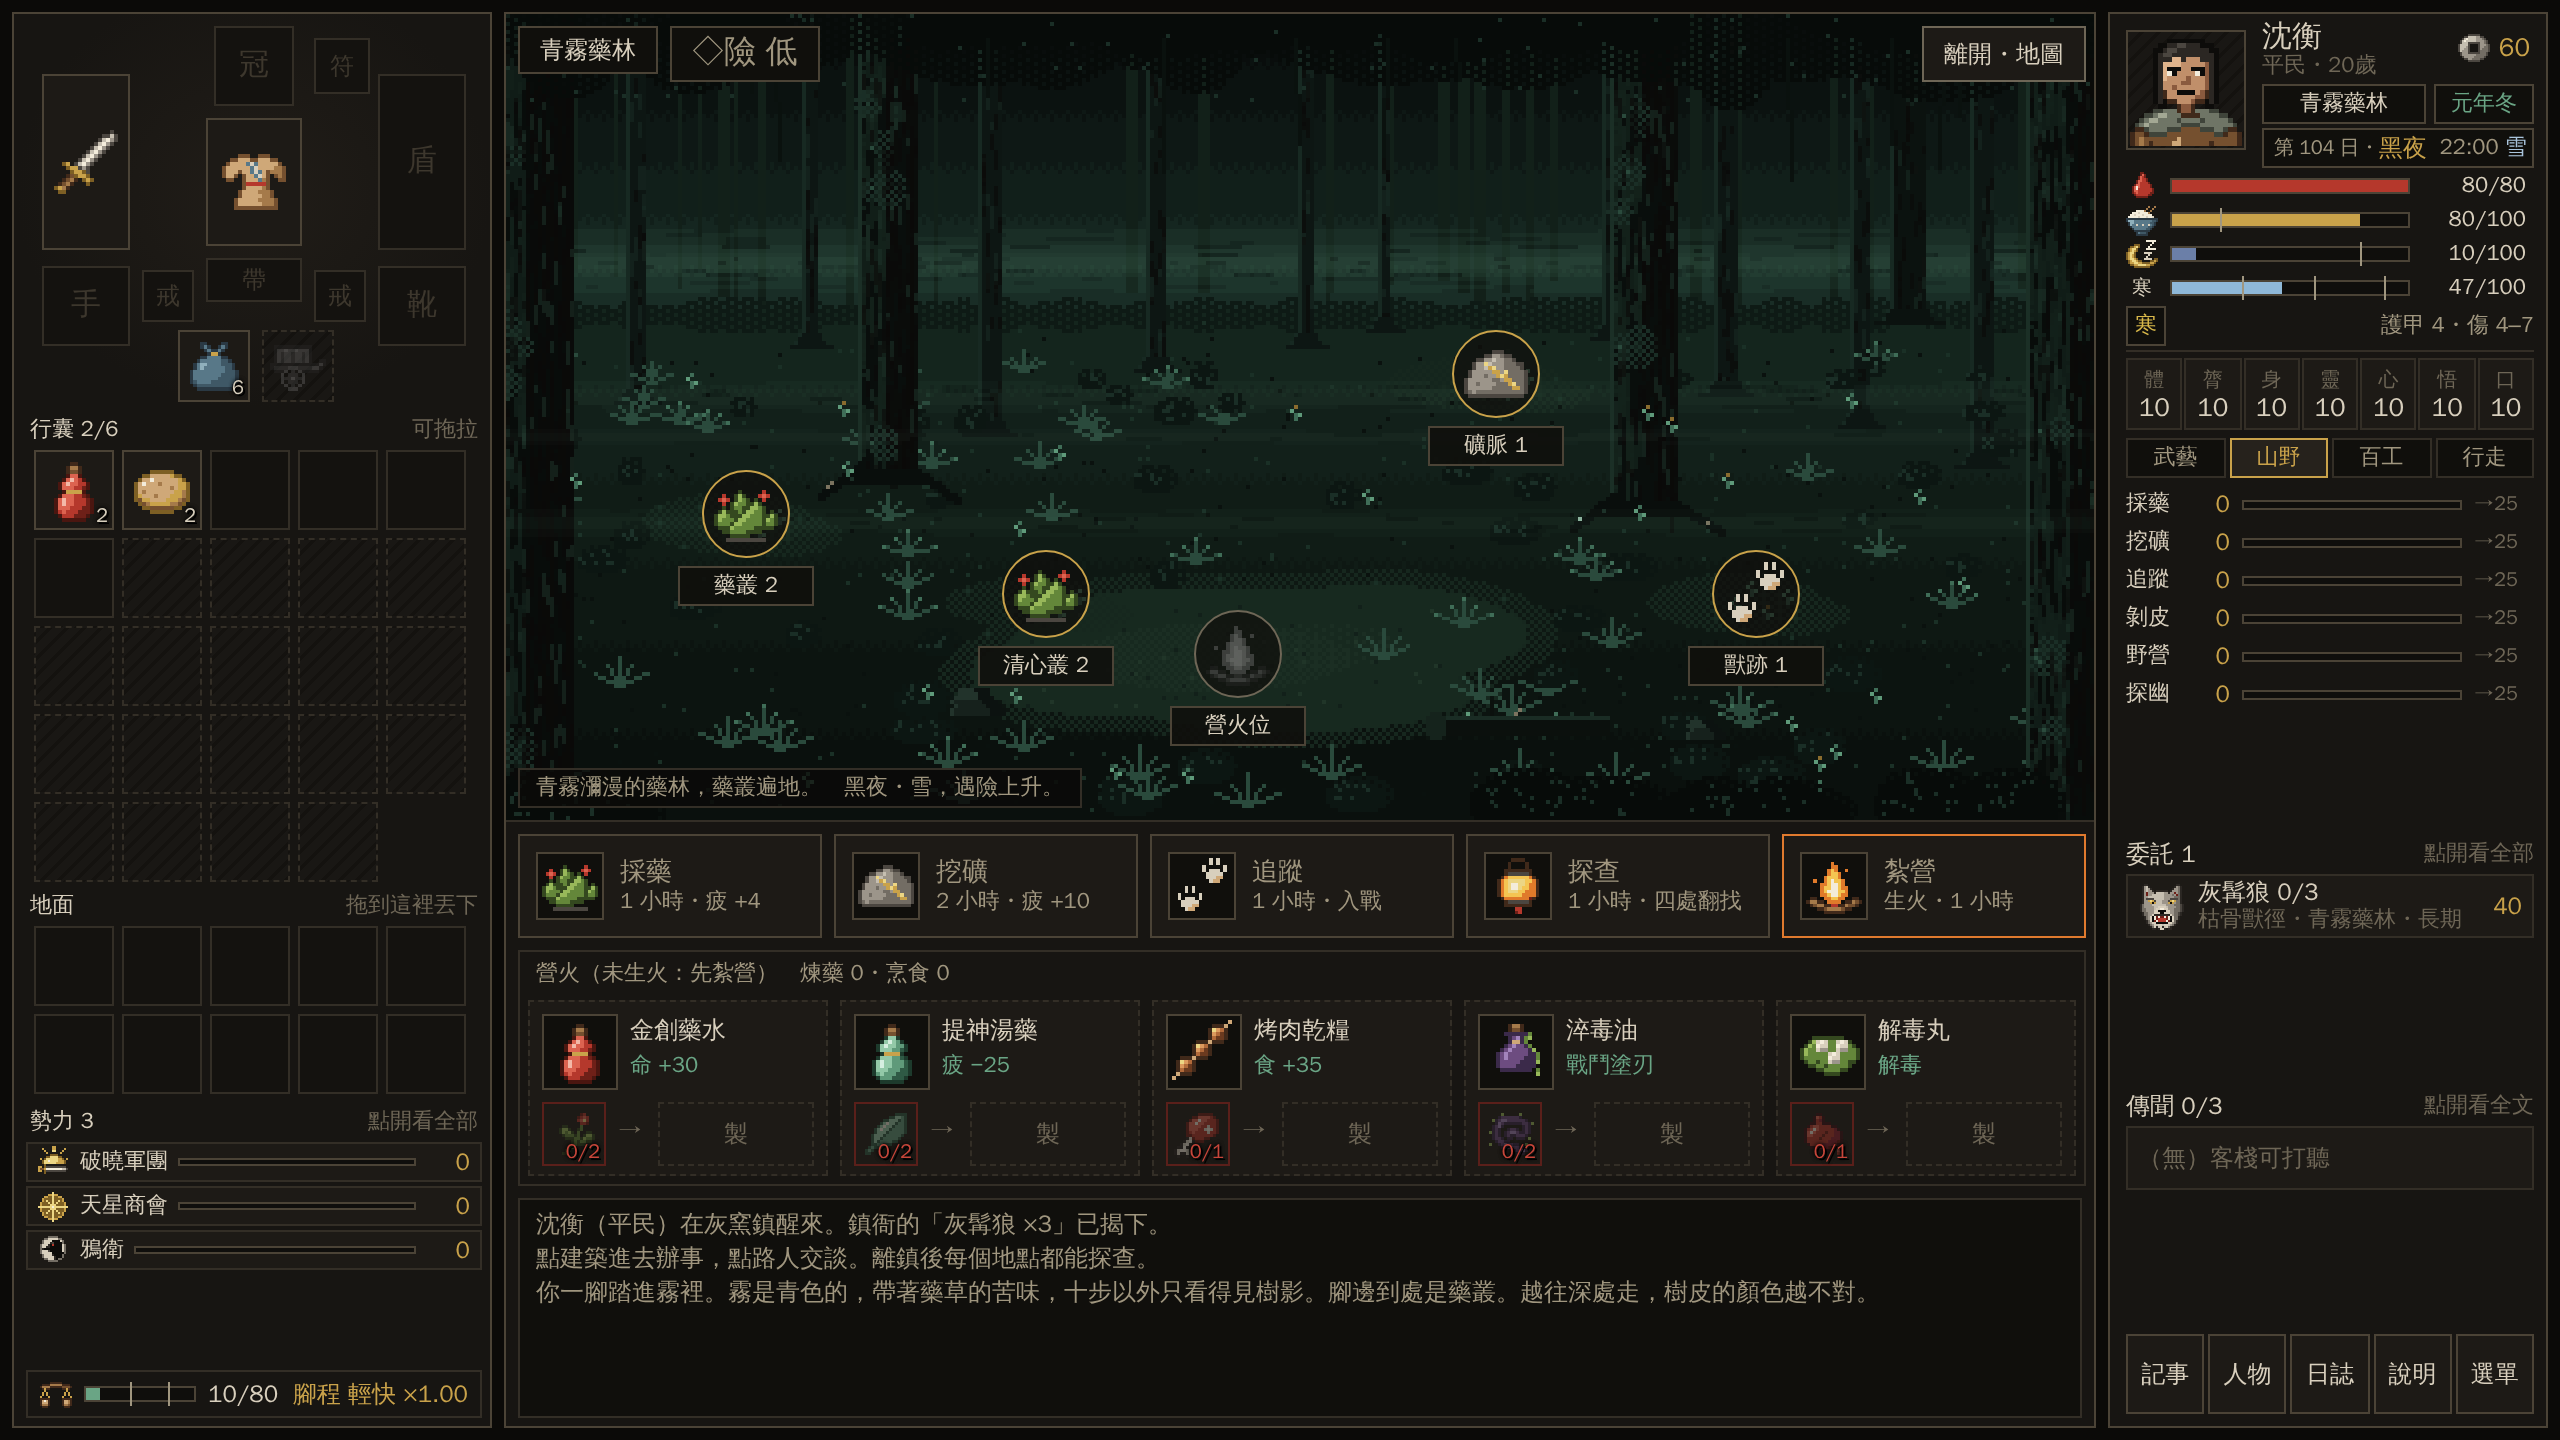 冠
符
盾
手
戒
帶
戒
靴
6
行囊 2/6
可拖拉
2
2
地面
拖到這裡丟下
勢力 3
點開看全部
破曉軍團 0
天星商會 0
鴉衛 0
10/80 腳程 輕快 ×1.00
青霧藥林
◇險 低
離開・地圖
礦脈 1
藥叢 2
清心叢 2
獸跡 1
營火位
青霧瀰漫的藥林，藥叢遍地。 黑夜・雪，遇險上升。
採藥
1 小時・疲 +4
挖礦
2 小時・疲 +10
追蹤
1 小時・入戰
探查
1 小時・四處翻找
紮營
生火・1 小時
營火（未生火：先紮營） 煉藥 0・烹食 0
金創藥水
命 +30
0/2 → 製
提神湯藥
疲 −25
0/2 → 製
烤肉乾糧
食 +35
0/1 → 製
淬毒油
戰鬥塗刃
0/2 → 製
解毒丸
解毒
0/1 → 製
沈衡（平民）在灰窯鎮醒來。鎮衙的「灰髯狼 ×3」已揭下。
點建築進去辦事，點路人交談。離鎮後每個地點都能探查。
你一腳踏進霧裡。霧是青色的，帶著藥草的苦味，十步以外只看得見樹影。腳邊到處是藥叢。越往深處走，樹皮的顏色越不對。
沈衡
60
平民・20歲
青霧藥林
元年冬
第 104 日・黑夜 22:00 雪
80/80
80/100
10/100
寒 47/100
寒
護甲 4・傷 4–7
體 膂 身 靈 心 悟 口
10 10 10 10 10 10 10
武藝 山野 百工 行走
採藥 0 →25
挖礦 0 →25
追蹤 0 →25
剝皮 0 →25
野營 0 →25
探幽 0 →25
委託 1
點開看全部
灰髯狼 0/3
枯骨獸徑・青霧藥林・長期
40
傳聞 0/3
點開看全文
（無）客棧可打聽
記事 人物 日誌 說明 選單